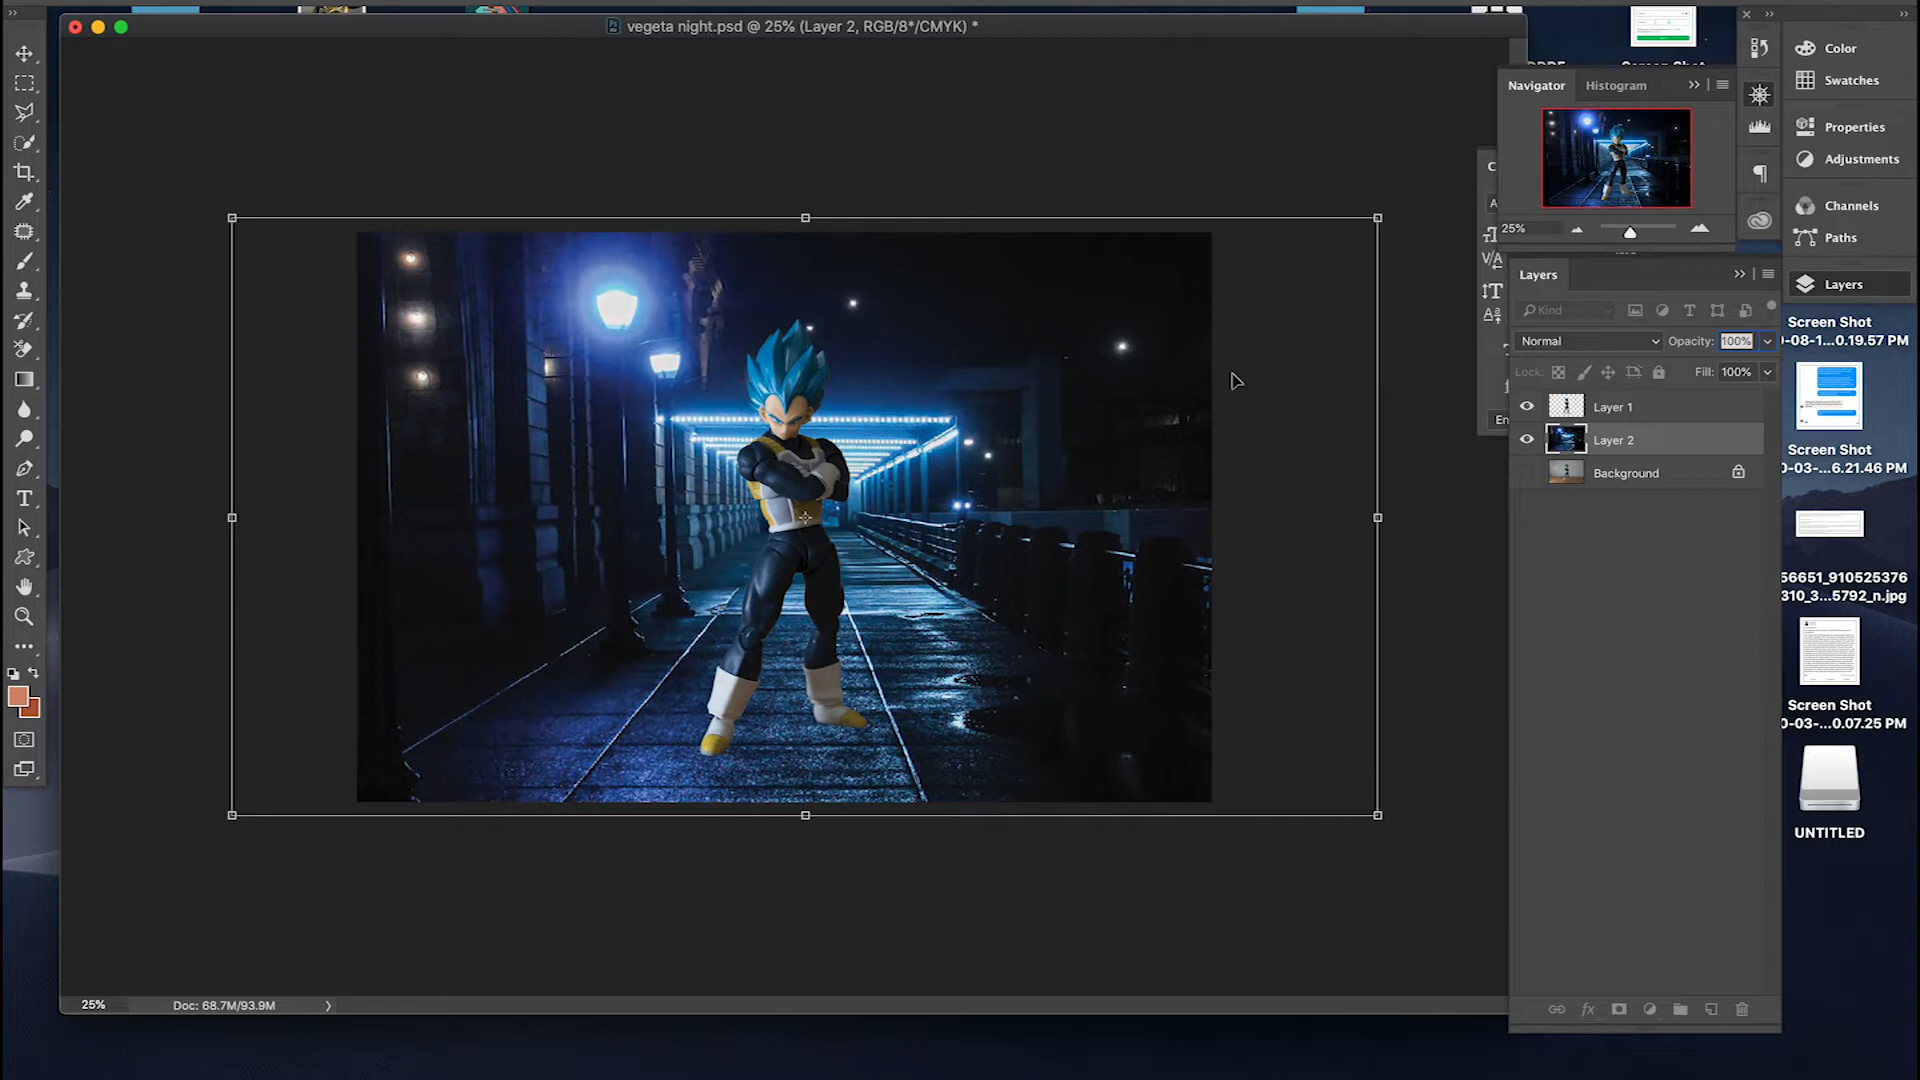 vegeta night.psd @ 25% (Layer 2, RGB/8*/CMYK) *
Color
Swatches
Navigator
Histogram
Properties
Adjustments
Channels
Paths
25%
Layers
Layers
Kind
Normal
Opacity: 100%
Lock:
Fill: 100%
Layer 1
Layer 2
Background
En
Screen Shot
-08-1...0.19.57 PM
Screen Shot
0-03-...6.21.46 PM
56651_910525376
310_3...5792_n.jpg
Screen Shot
0-03-...0.07.25 PM
UNTITLED
25%
Doc: 68.7M/93.9M